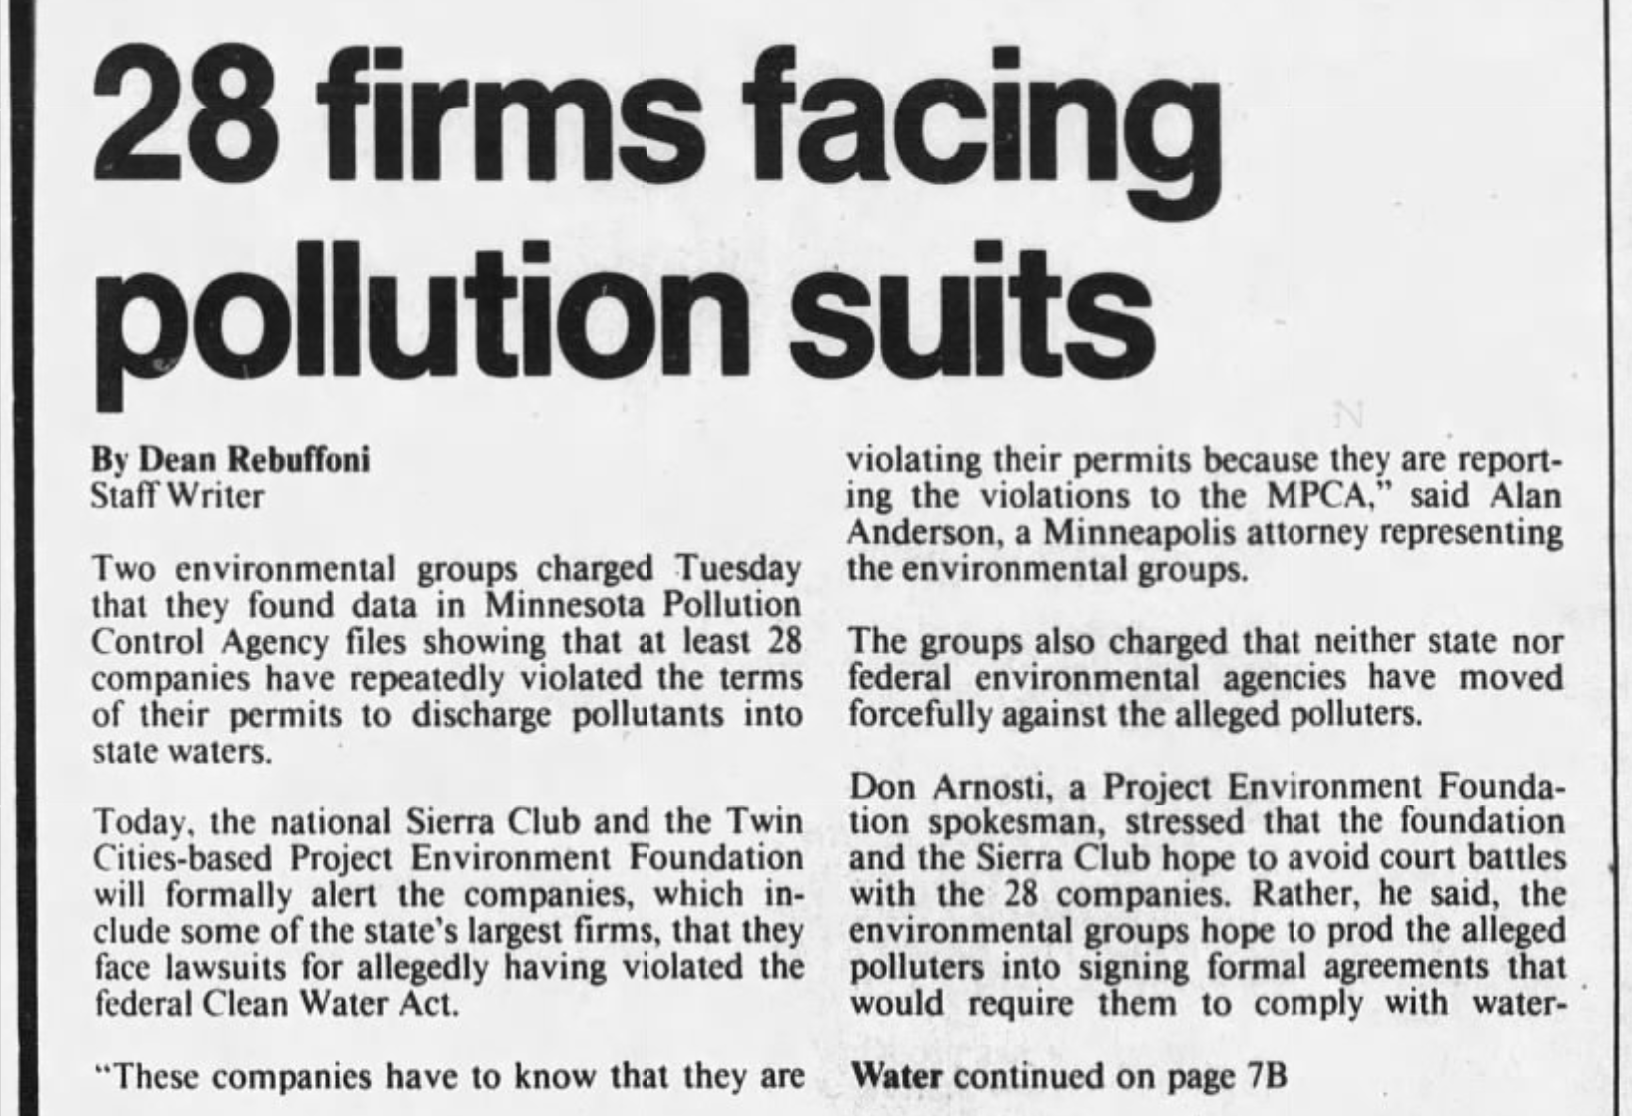 28 firms facing
pollution suits
By Dean Rebuffoni
Staff Writer
Two environmental groups charged Tuesday
that they found data in Minnesota Pollution
Control Agency files showing that at least 28
companies have repeatedly violated the terms
of their permits to discharge pollutants into
state waters.
Today, the national Sierra Club and the Twin
Cities-based Project Environment Foundation
will formally alert the companies, which in-
clude some of the state's largest firms, that they
face lawsuits for allegedly having violated the
federal Clean Water Act.
“These companies have to know that they are
violating their permits because they are report-
ing the violations to the MPCA,” said Alan
Anderson, a Minneapolis attorney representing
the environmental groups.
The groups also charged that neither state nor
federal environmental agencies have moved
forcefully against the alleged polluters.
Don Arnosti, a Project Environment Founda-
tion spokesman, stressed that the foundation
and the Sierra Club hope to avoid court battles
with the 28 companies. Rather, he said, the
environmental groups hope to prod the alleged
polluters into signing formal agreements that
would require them to comply with water-
Water continued on page 7B